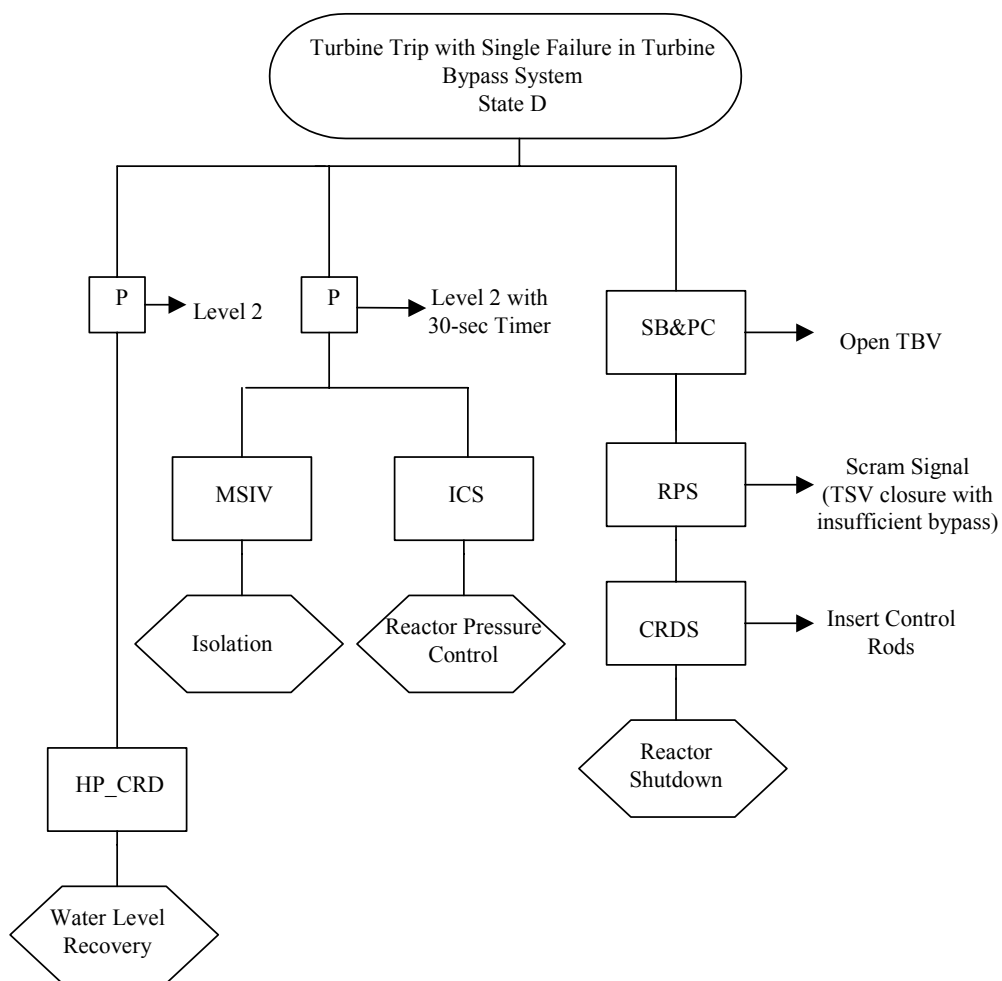 Turbine Trip with Single Failure in Turbine
Bypass System
State D
P
Level 2
P
Level 2 with
30-sec Timer
SB&PC
Open TBV
MSIV
ICS
RPS
Scram Signal
(TSV closure with
insufficient bypass)
Isolation
Reactor Pressure
Control
CRDS
Insert Control
Rods
HP_CRD
Reactor
Shutdown
Water Level
Recovery